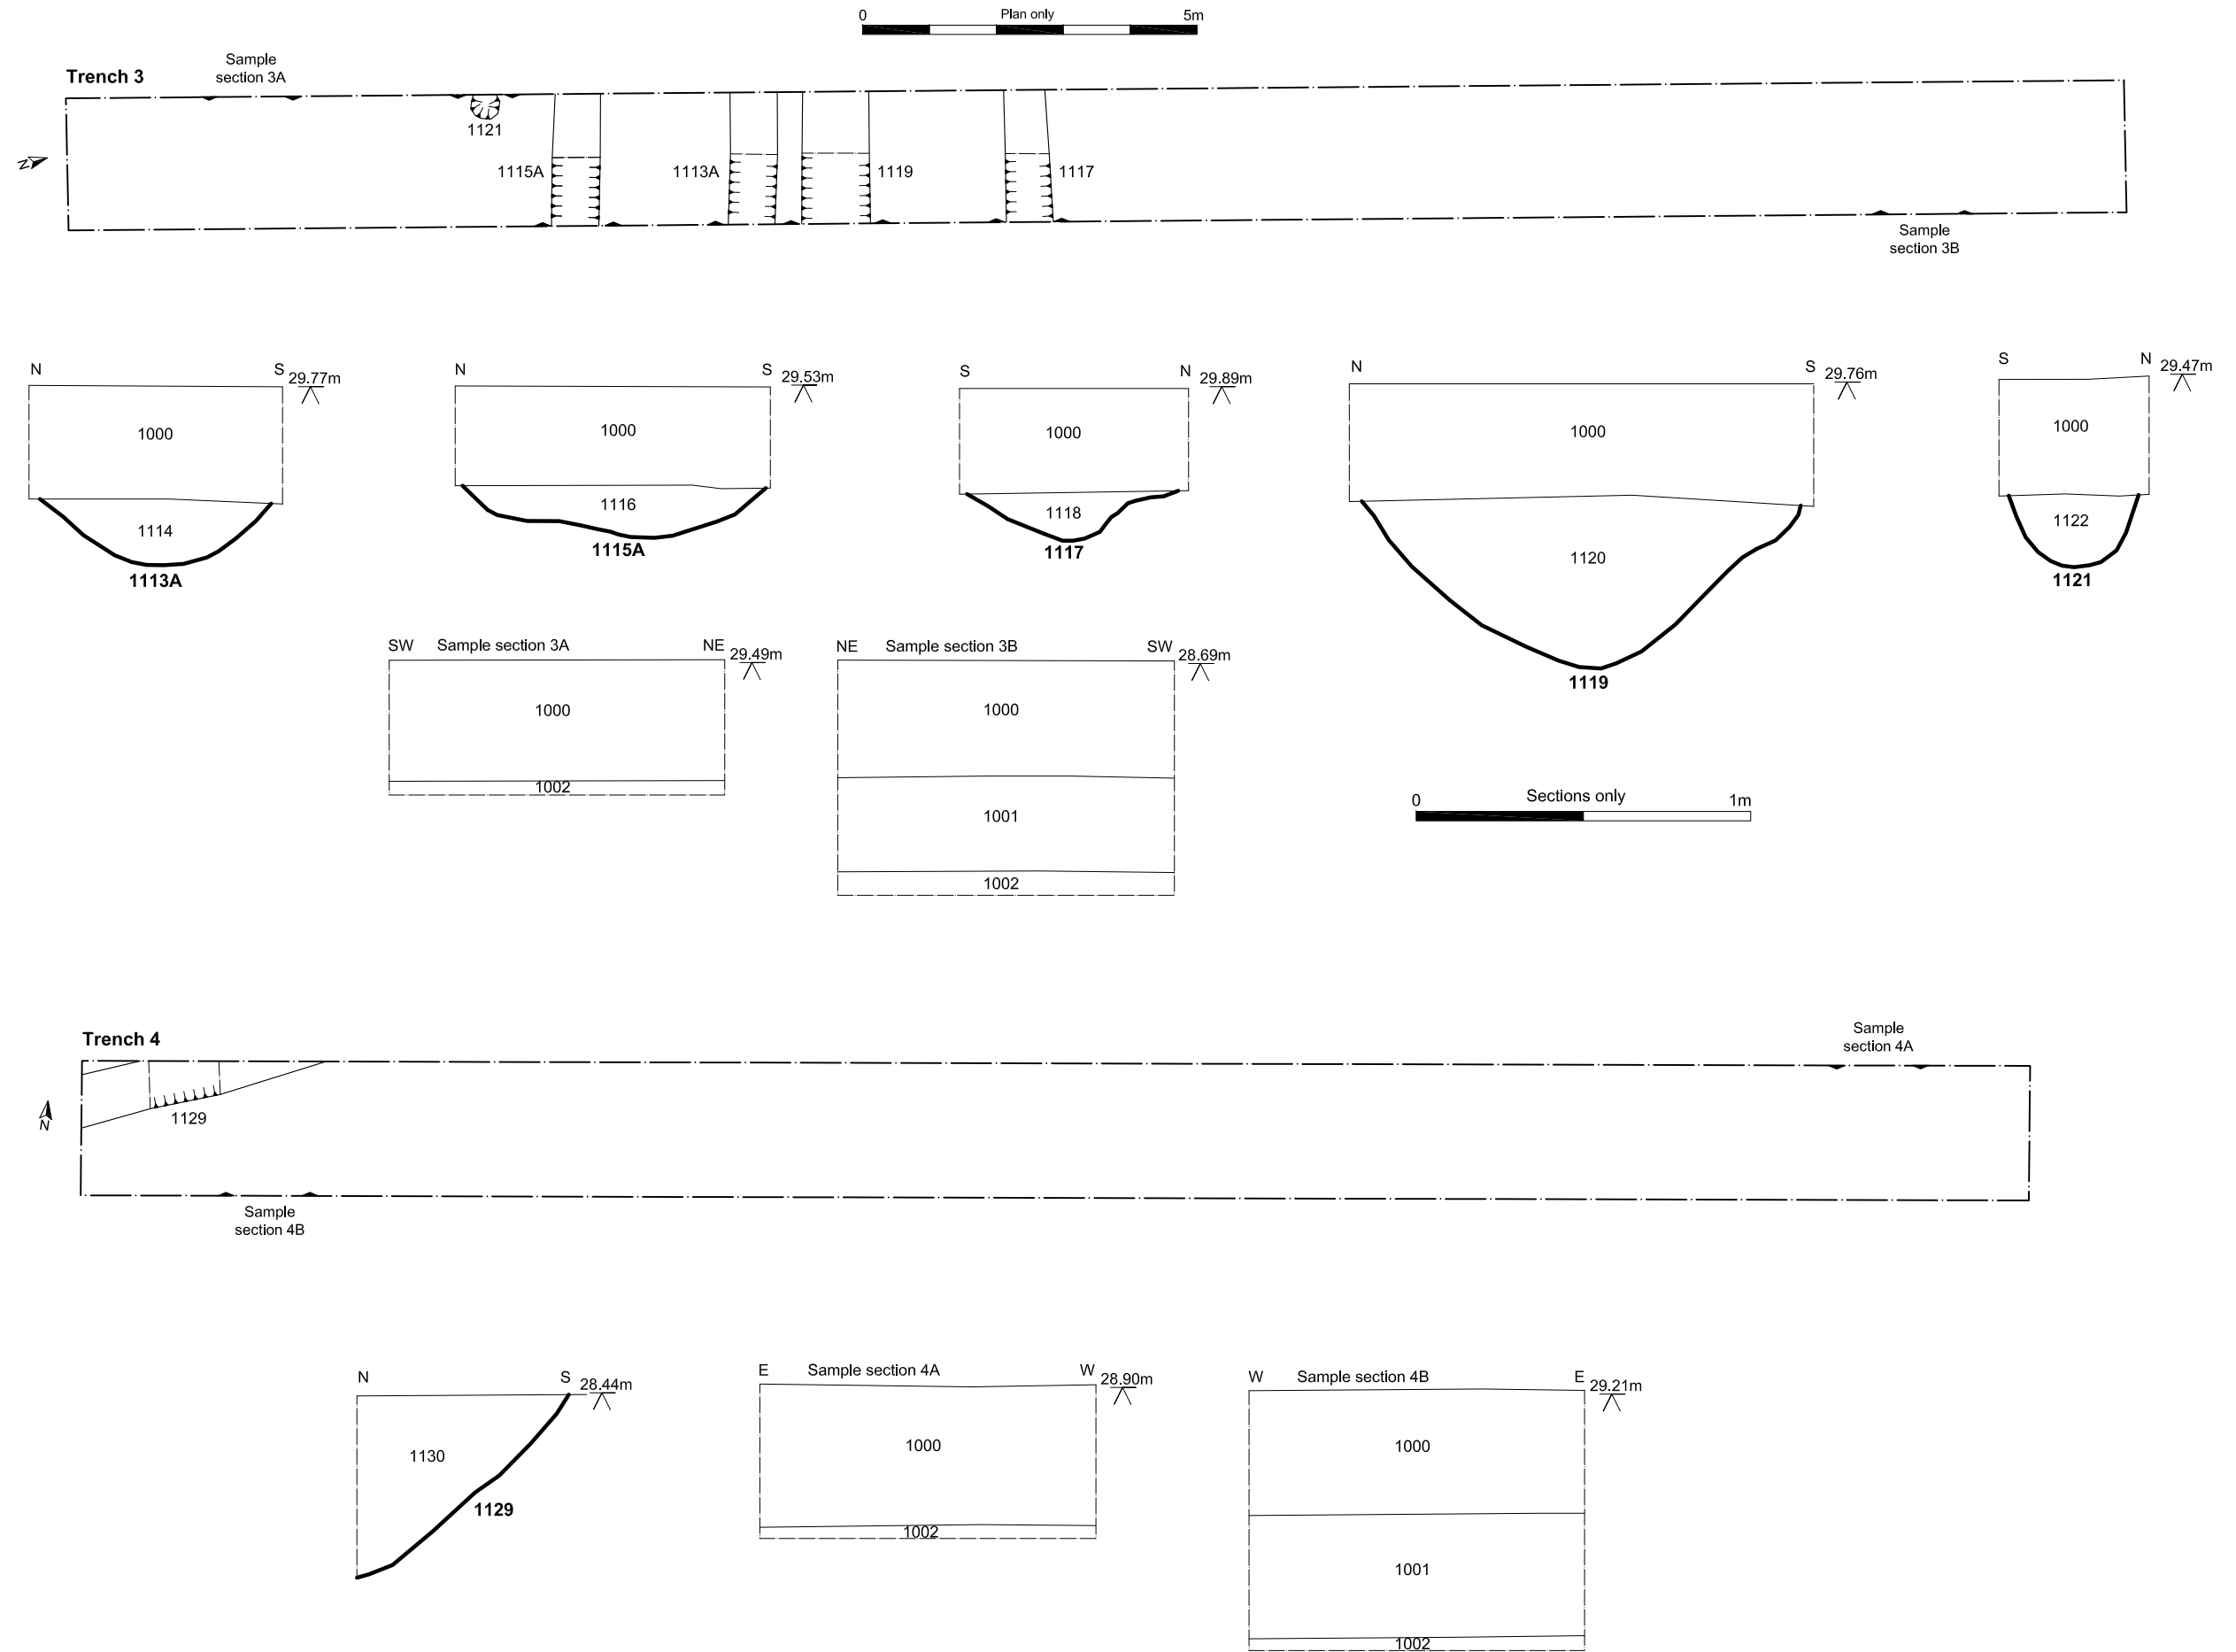 0 Plan only 5m
Trench 3
Sample
section 3A
1121
1115A
1113A
1119
1117
N
Sample
section 3B
N S 29.77m
1000
1114
1113A
N S 29.53m
1000
1116
1115A
S N 29.89m
1000
1118
1117
N S 29.76m
1000
1120
1119
S N 29.47m
1000
1122
1121
SW Sample section 3A NE 29.49m
1000
1002
NE Sample section 3B SW 28.69m
1000
1001
1002
0 Sections only 1m
Trench 4
Sample
section 4A
1129
N
Sample
section 4B
N S 28.44m
1130
1129
E Sample section 4A W 28.90m
1000
1002
W Sample section 4B E 29.21m
1000
1001
1002